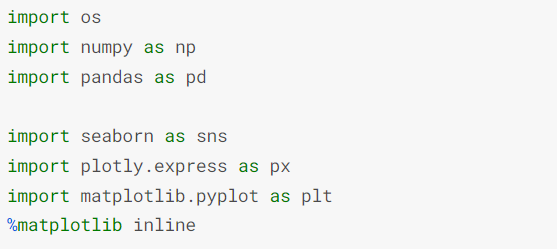 import os
import numpy as np
import pandas as pd
import seaborn as sns
import plotly.express as px
import matplotlib.pyplot as plt
%matplotlib inline